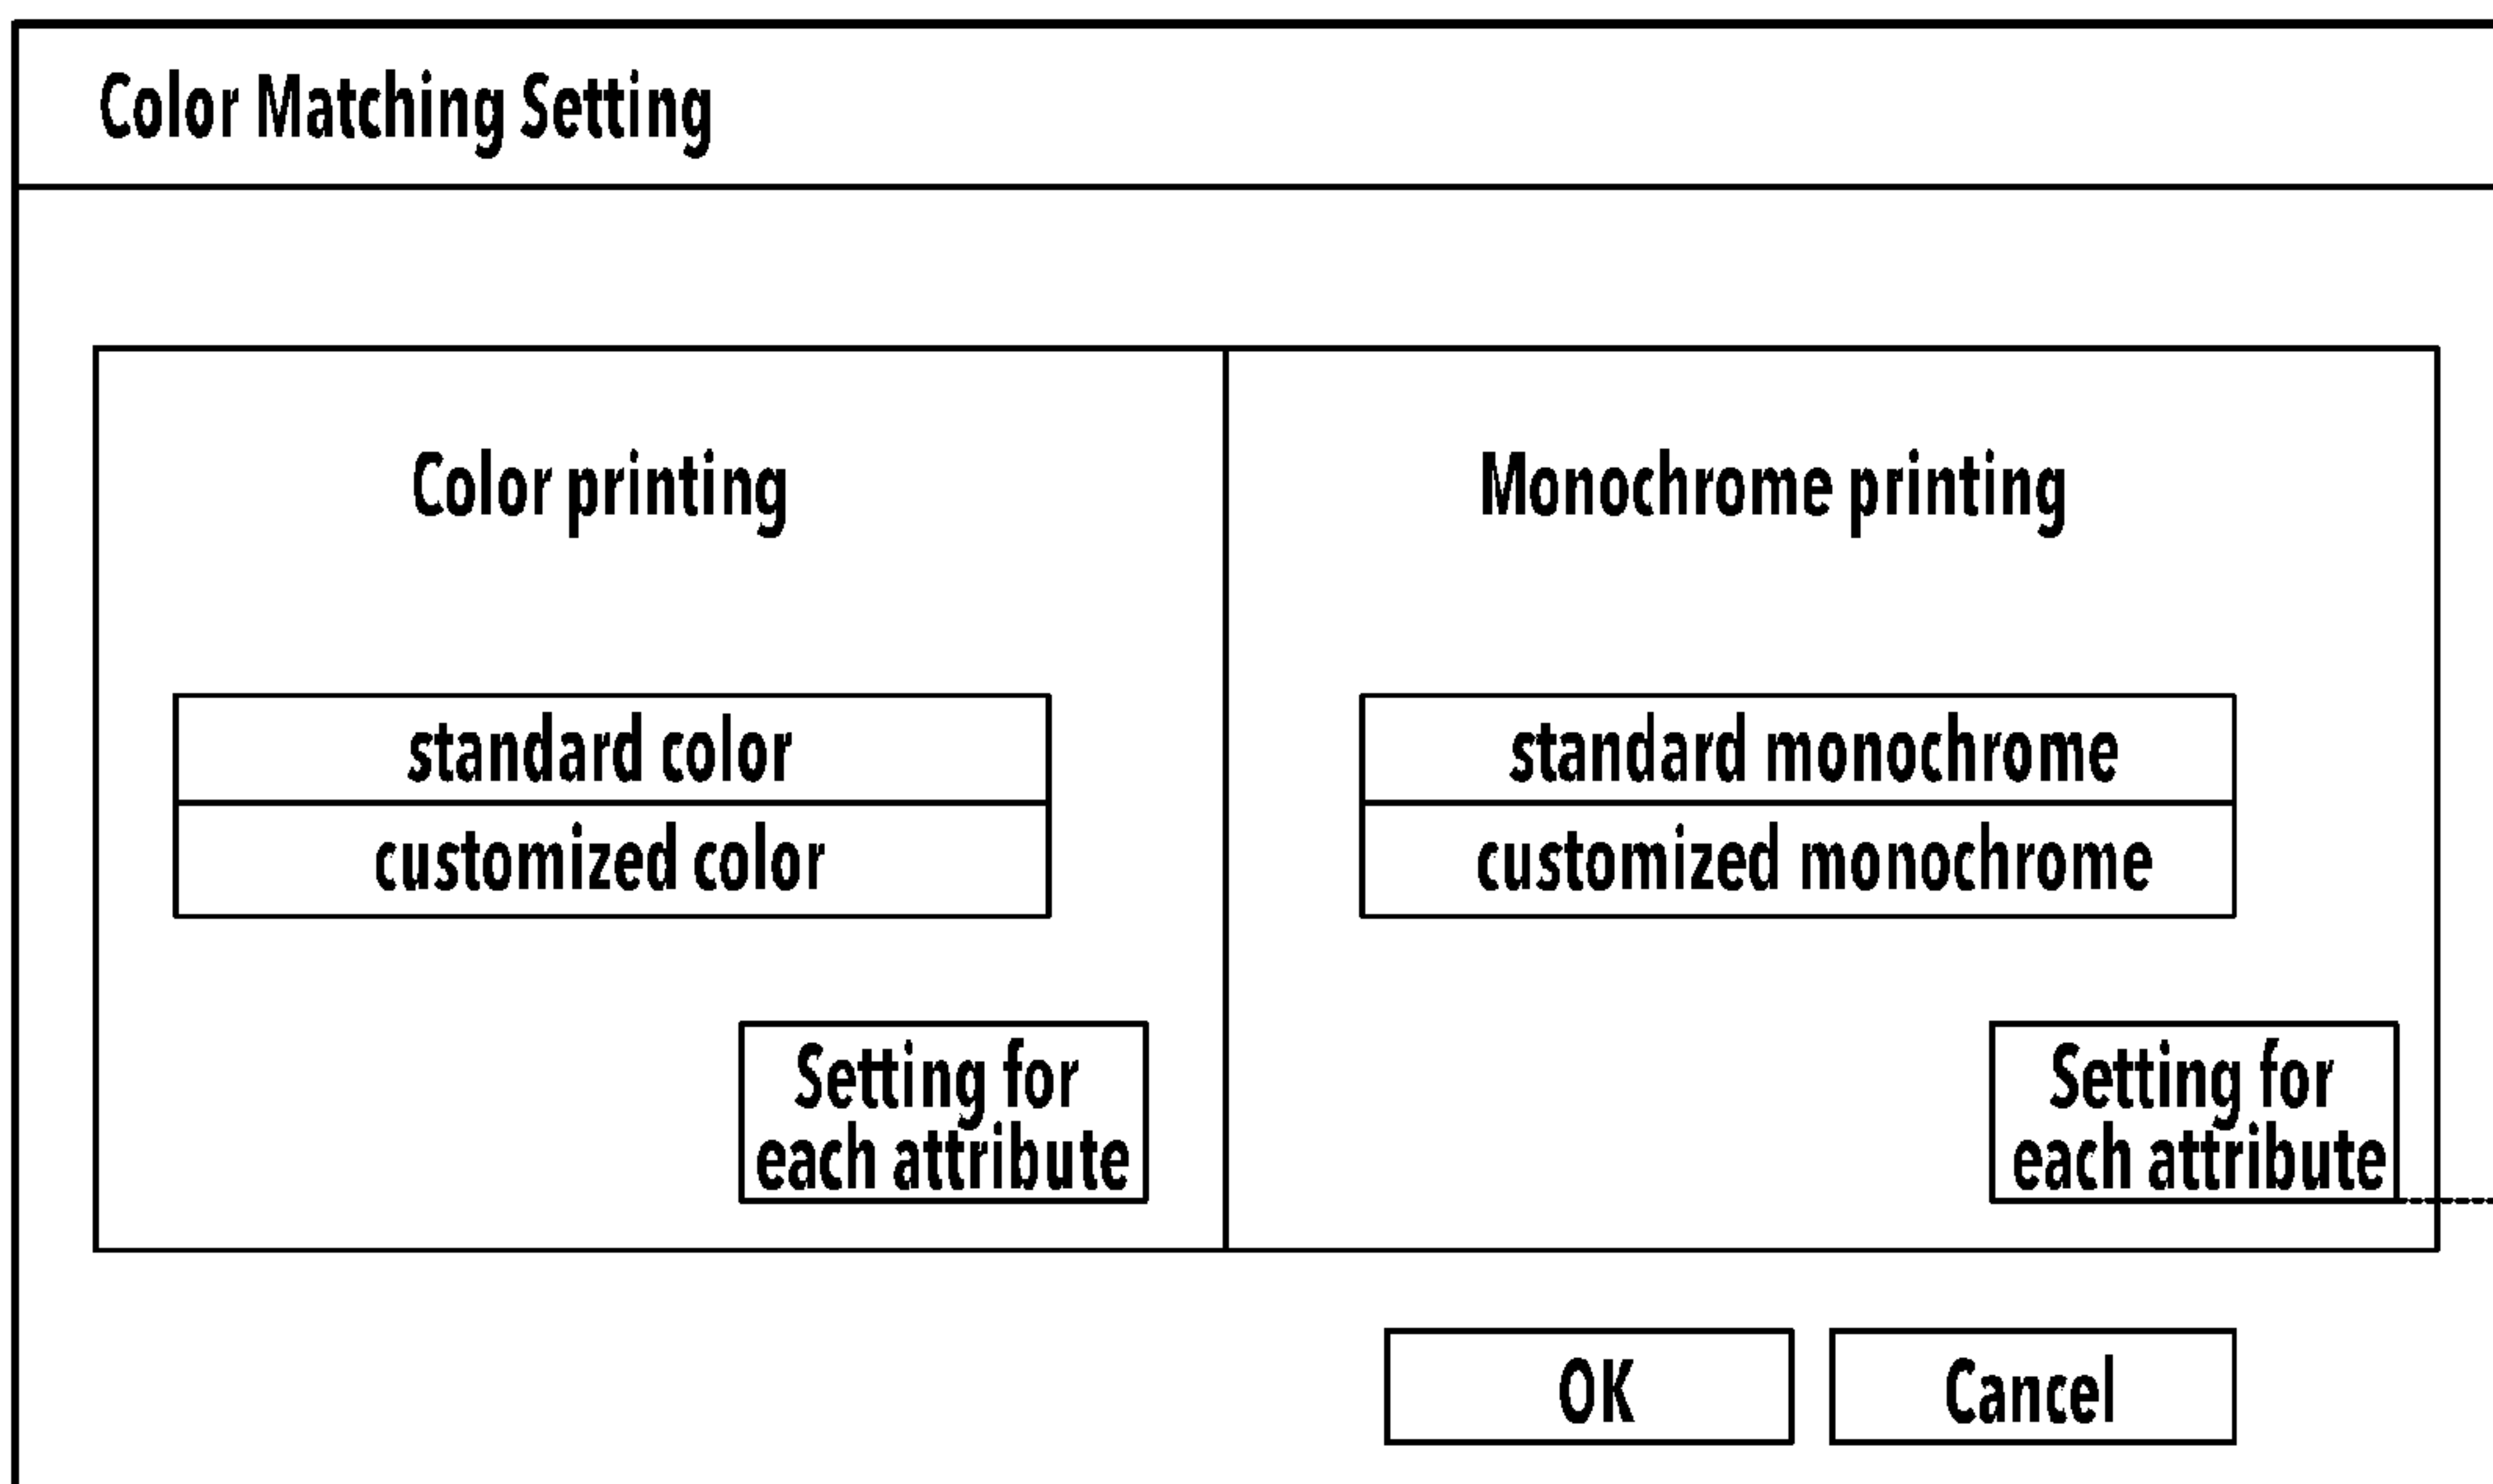 Color Matching Setting
Color printing
standard color
customized color
Setting for
each attribute
Monochrome printing
standard monochrome
customized monochrome
Setting for
each attribute
OK
Cancel